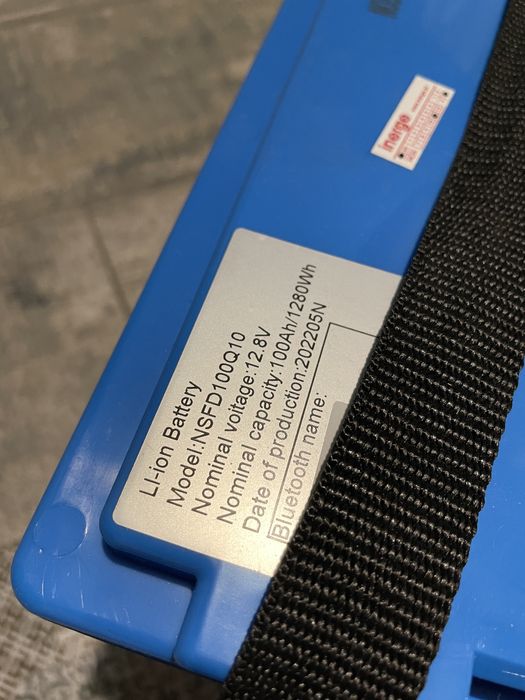 LI-ion Battery
Model:NSFD100Q10
Nominal voltage:12.8V
Nominal capacity:100Ah/1280Wh
Date of production:202205N
Bluetooth name:
inergo